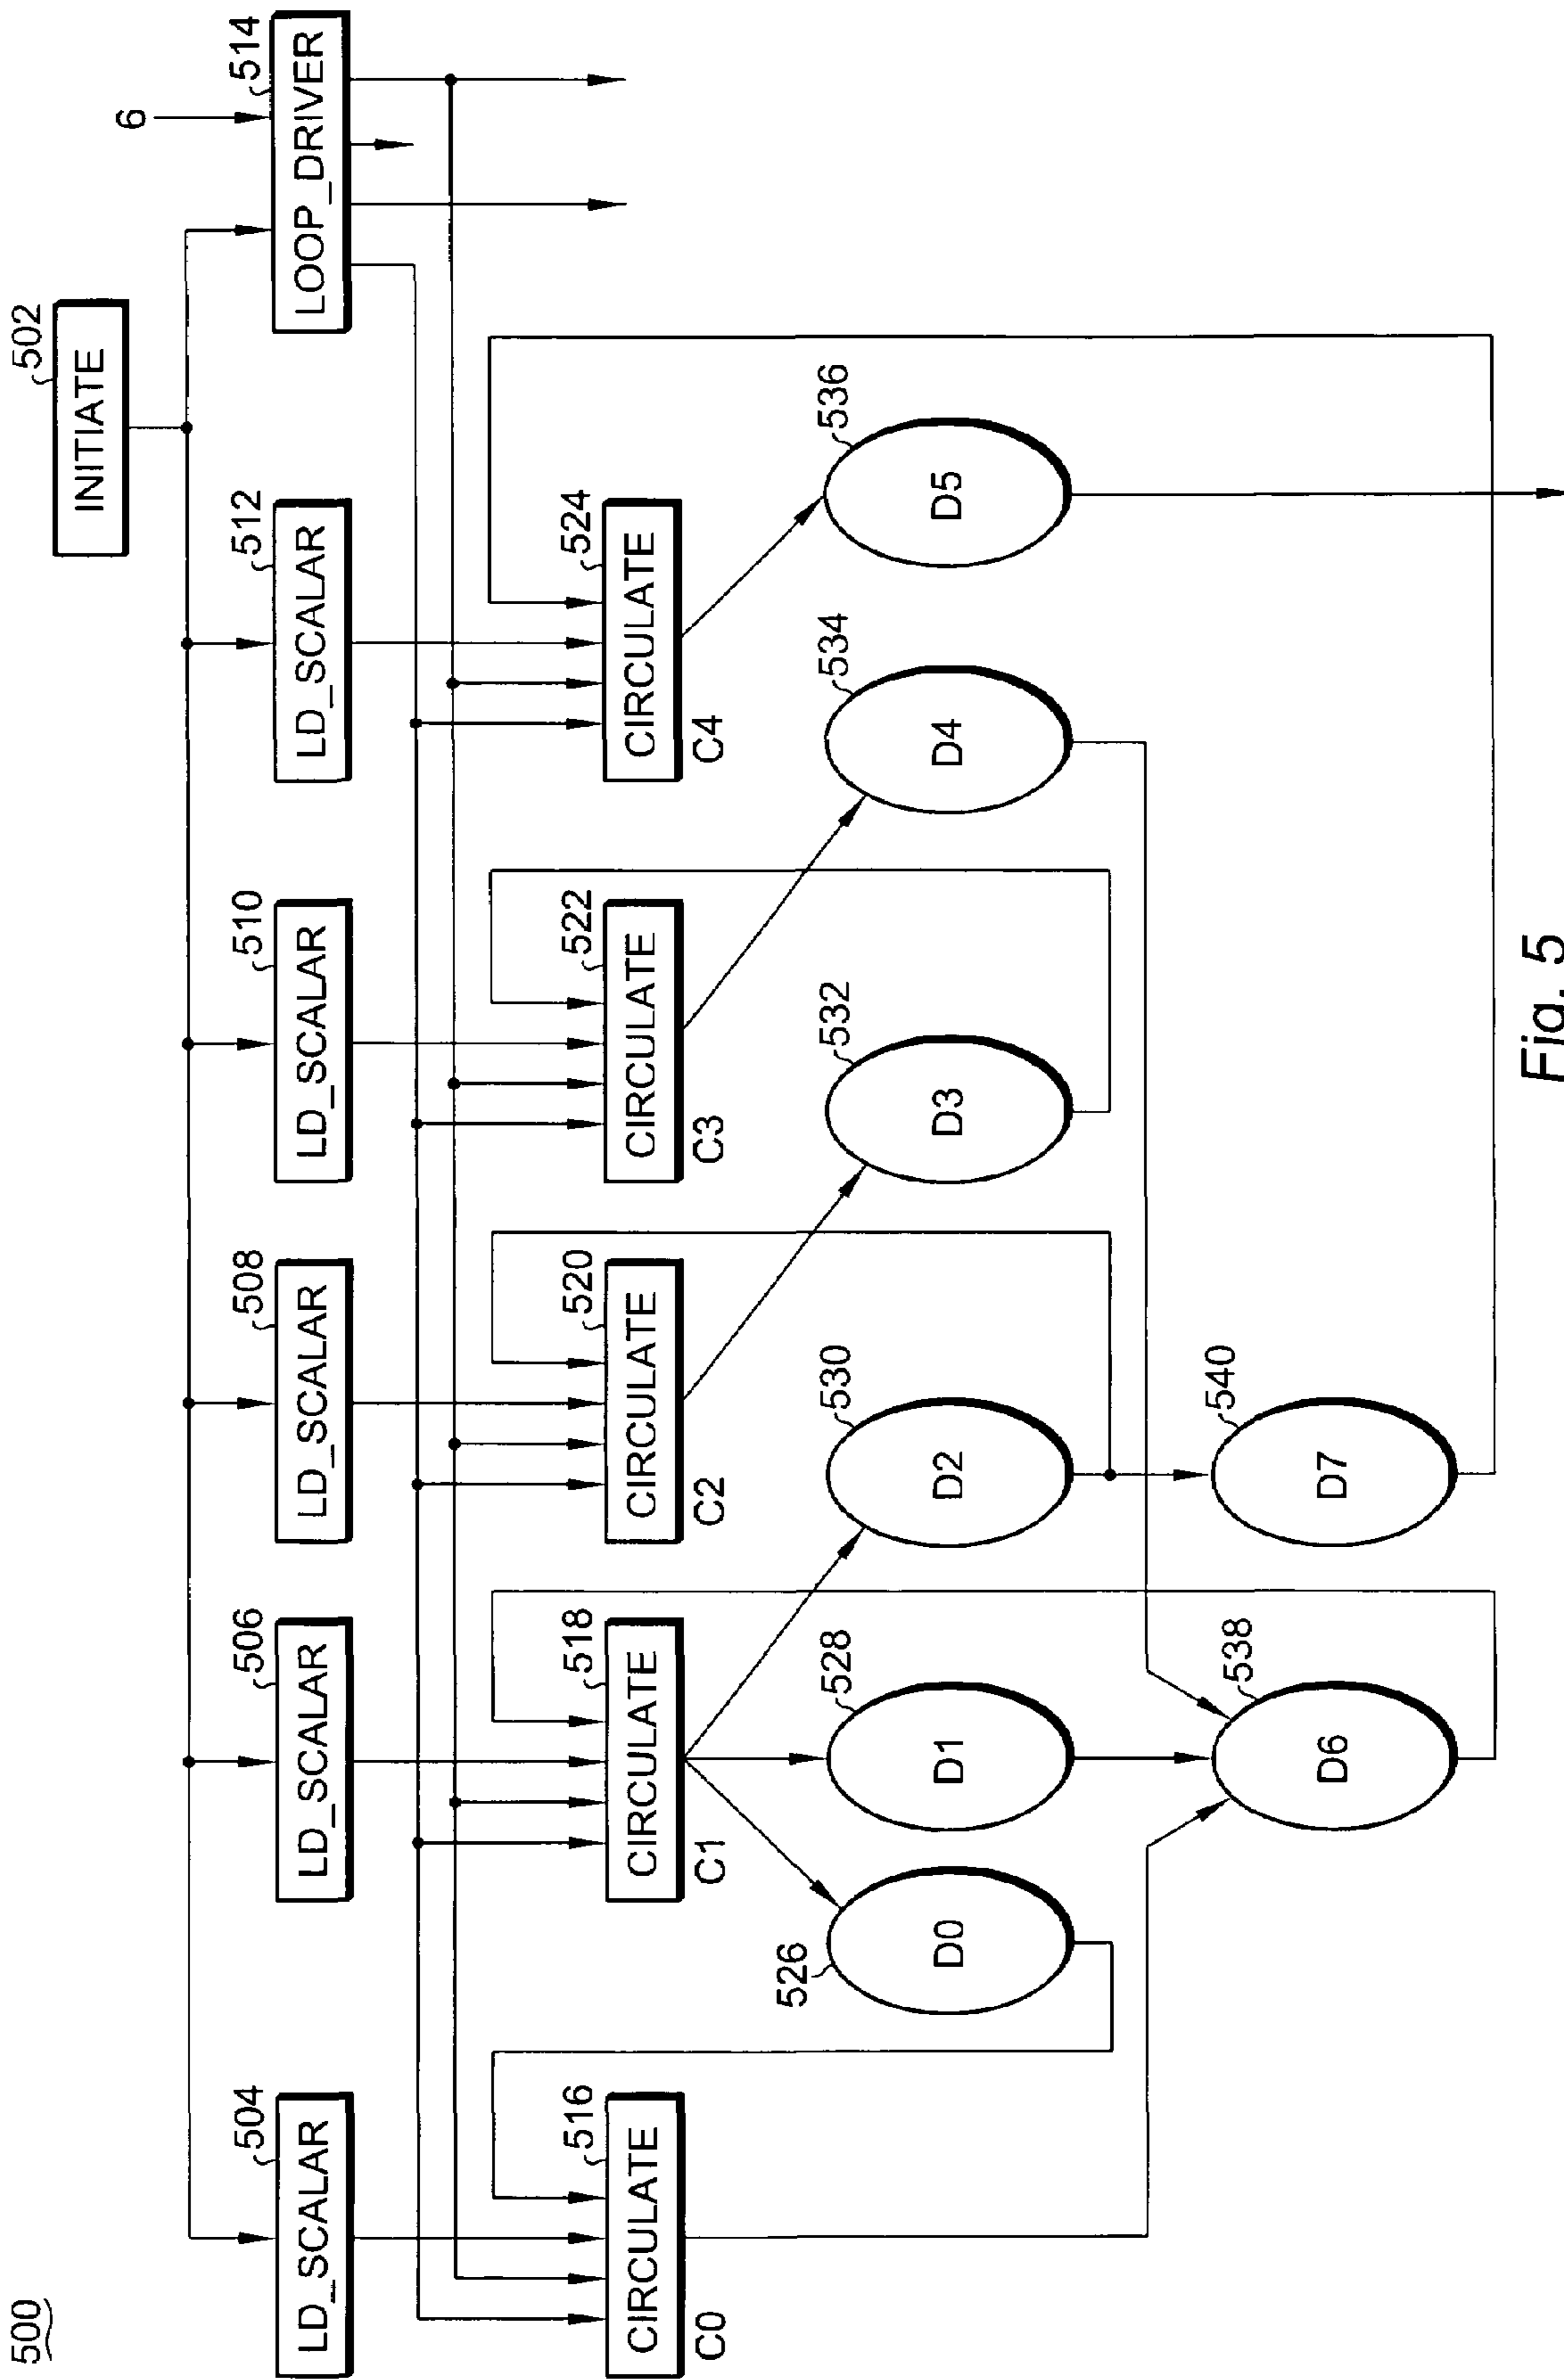 500
502
INITIATE
504
LD_SCALAR
506
LD_SCALAR
508
LD_SCALAR
510
LD_SCALAR
512
LD_SCALAR
6
514
LOOP_DRIVER
516
CIRCULATE
C0
518
CIRCULATE
C1
520
CIRCULATE
C2
522
CIRCULATE
C3
524
CIRCULATE
C4
526
D0
528
D1
530
D2
532
D3
534
D4
536
D5
538
D6
540
D7
Fig. 5